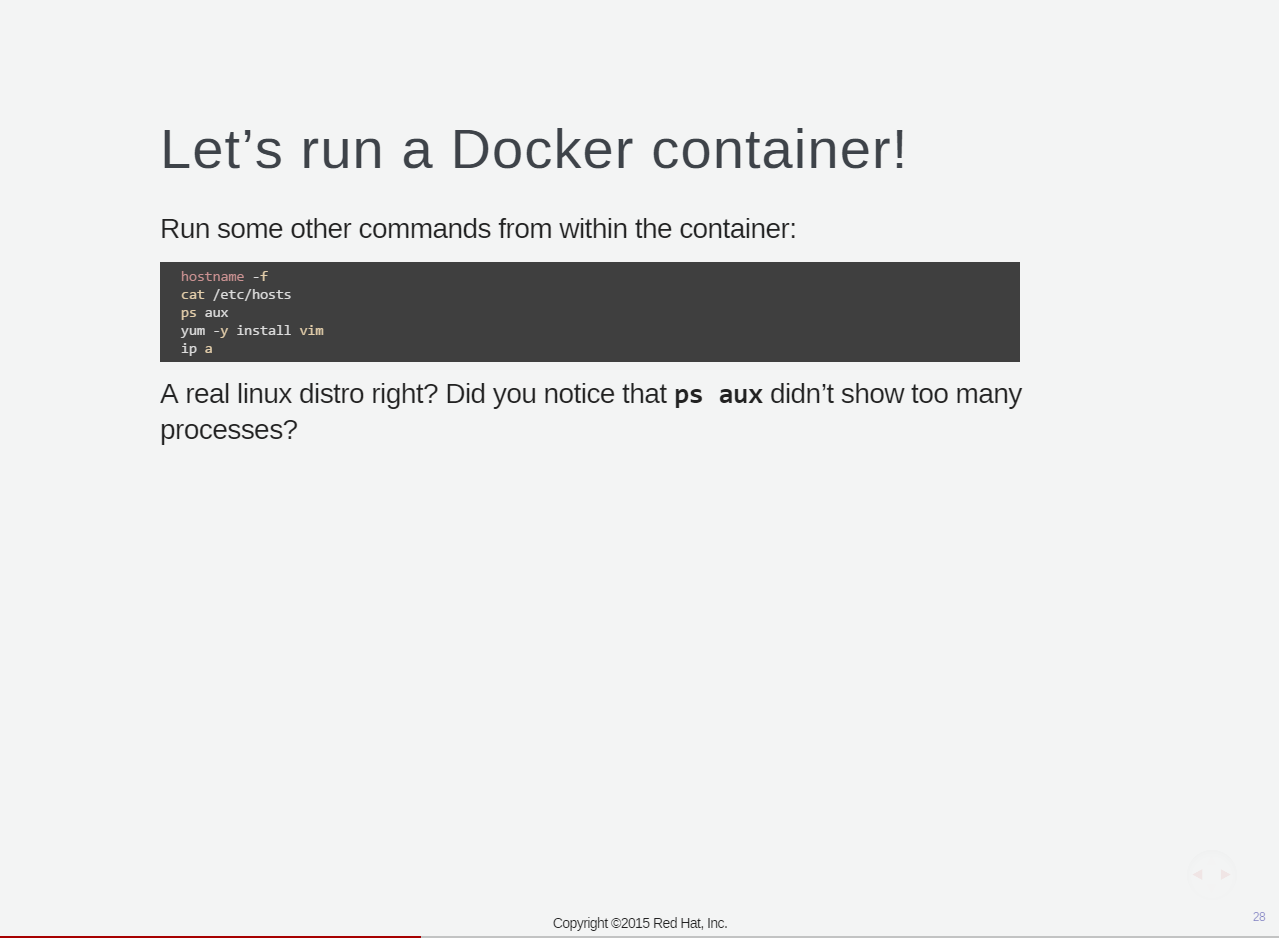 Let’s run a Docker container!
Run some other commands from within the container:
hostname -f
cat /etc/hosts
ps aux
yum -y install vim
ip a
A real linux distro right? Did you notice that ps aux didn’t show too many
processes?
Copyright ©2015 Red Hat, Inc.
28